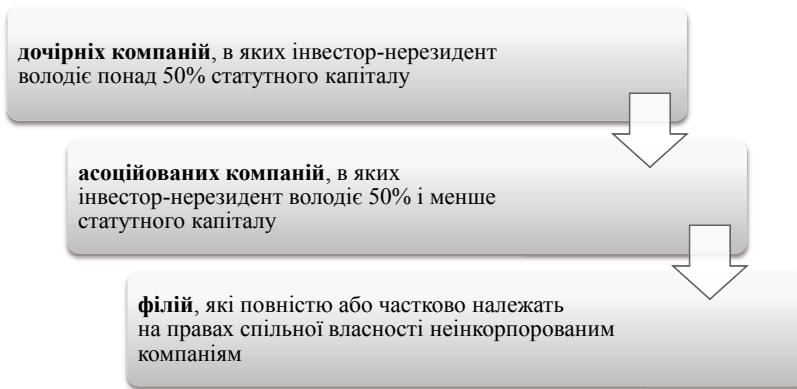 дочірніх компаній, в яких інвестор-нерезидент
володіє понад 50% статутного капіталу
асоційованих компаній, в яких
інвестор-нерезидент володіє 50% і менше
статутного капіталу
філій, які повністю або частково належать
на правах спільної власності неінкорпорованим
компаніям